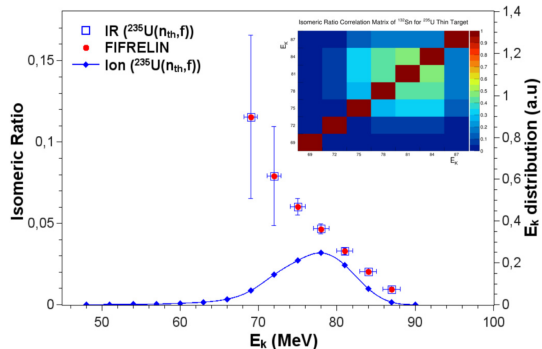 Isomeric Ratio Correlation Matrix of ¹³²Sn for ²³⁵U Thin Target
IR (²³⁵U(nth,f))
FIFRELIN
Ion (²³⁵U(nth,f))
Isomeric Ratio
0,15
0,1
0,05
0
Ek
87
84
81
78
75
72
69
69 72 75 78 81 84 87
Ek
1
0.9
0.8
0.7
0.6
0.5
0.4
0.3
0.2
0.1
0
1,4
1,2
1
0,8
0,6
0,4
0,2
0
Ek distribution (a.u)
50 60 70 80 90 100
Ek (MeV)